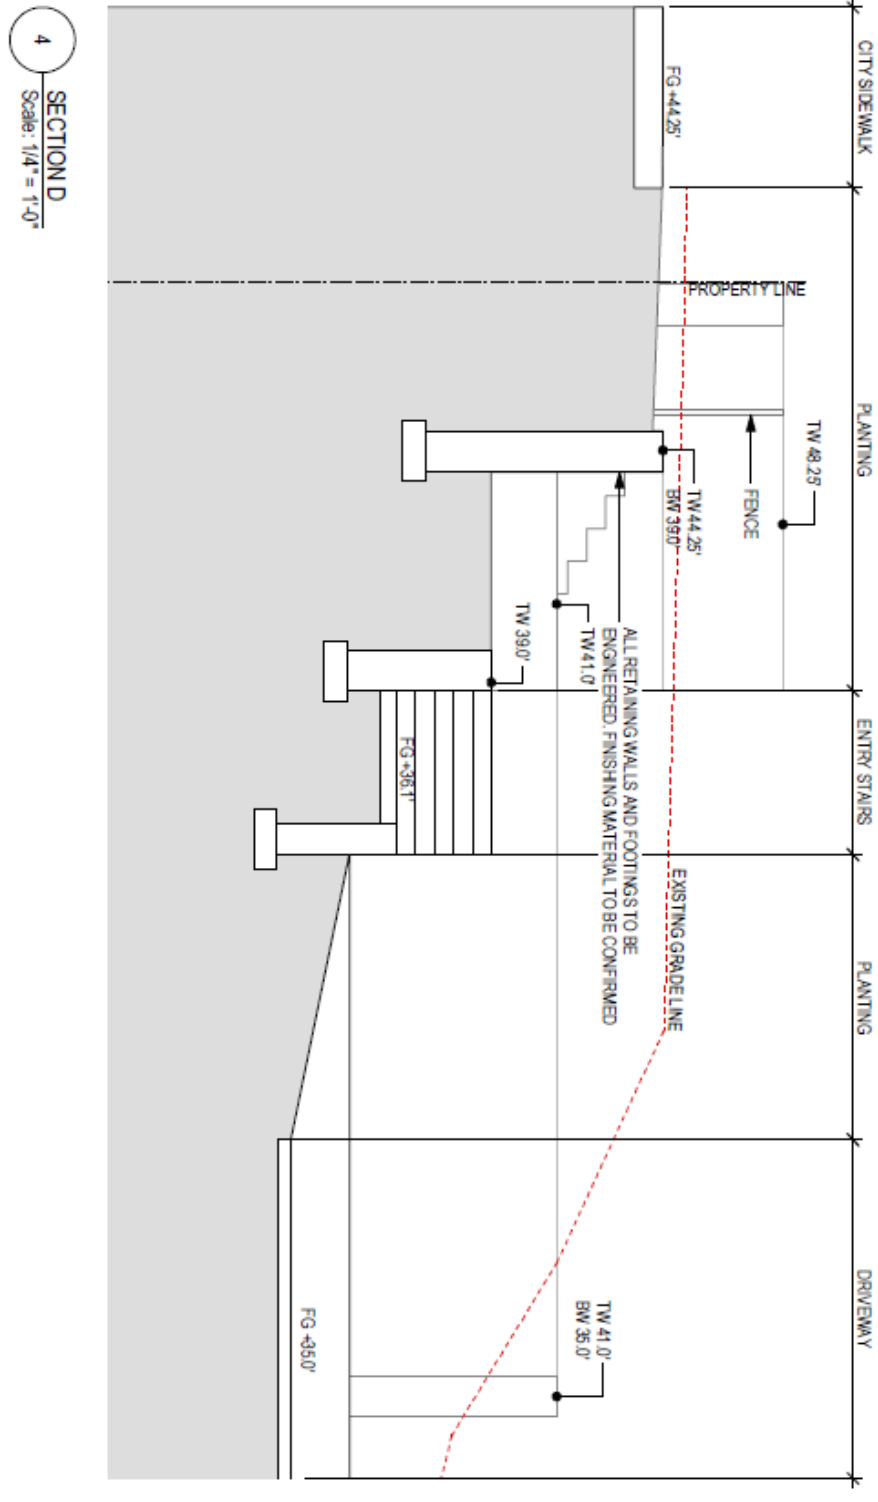 CITY SIDEWALK
PLANTING
ENTRY STAIRS
PLANTING
DRIVEWAY
FG +44.25'
PROPERTY LINE
TW 48.25'
FENCE
TW 44.25'
BW 39.0'
TW 39.0'
TW 41.0'
ALL RETAINING WALLS AND FOOTINGS TO BE
ENGINEERED. FINISHING MATERIAL TO BE CONFIRMED
FG +36.1'
EXISTING GRADE LINE
TW 41.0'
BW 35.0'
FG +35.0'
4
SECTION D
Scale: 1/4" = 1'-0"